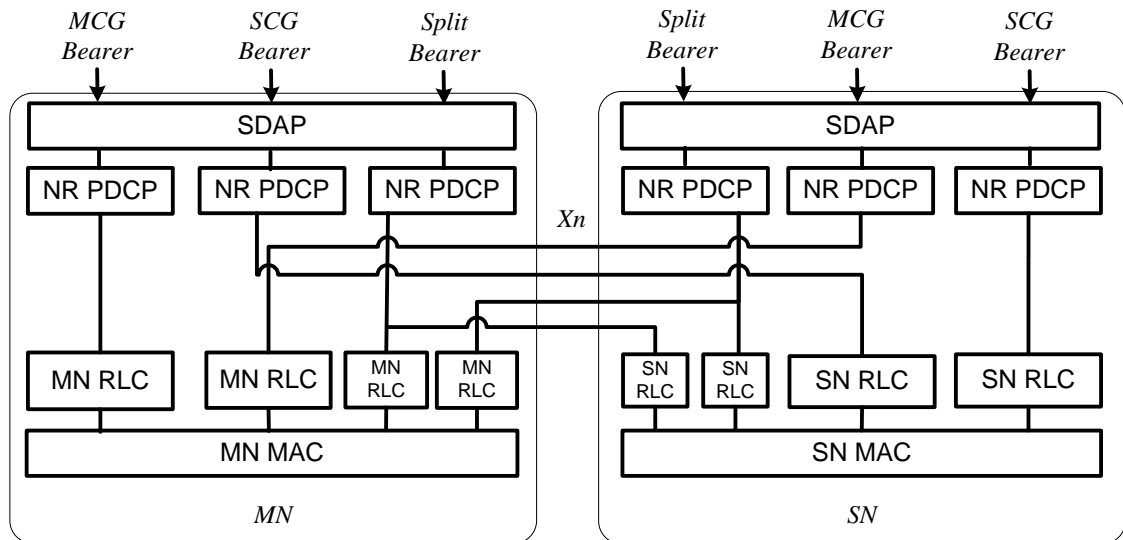 MCG
Bearer
SCG
Bearer
Split
Bearer
Split
Bearer
MCG
Bearer
SCG
Bearer
SDAP
SDAP
NR PDCP
NR PDCP
NR PDCP
NR PDCP
NR PDCP
NR PDCP
Xn
MN RLC
MN RLC
MN
RLC
MN
RLC
SN
RLC
SN
RLC
SN RLC
SN RLC
MN MAC
SN MAC
MN
SN